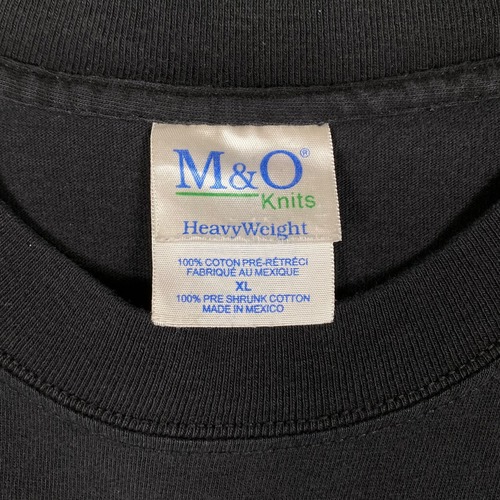 M&O®
Knits
HeavyWeight
100% COTON PRÉ-RÉTRÉCI
FABRIQUÉ AU MEXIQUE
XL
100% PRE SHRUNK COTTON
MADE IN MEXICO